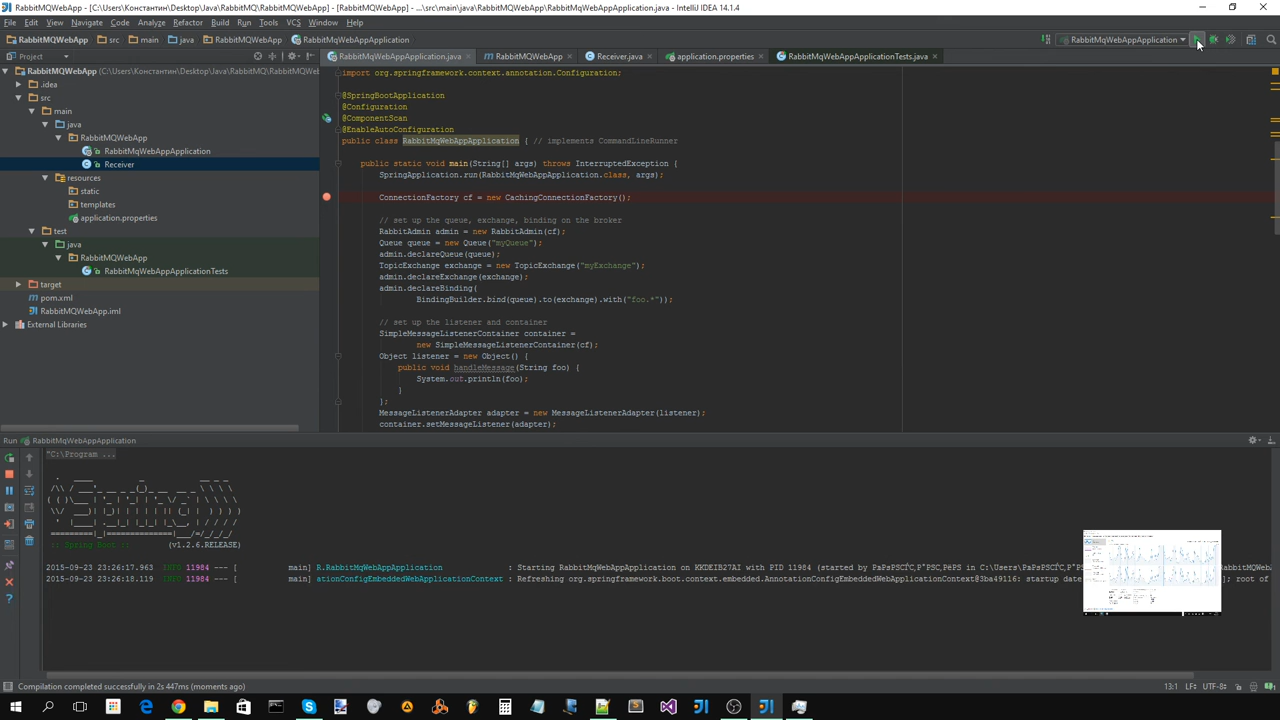 RabbitMQWebApp - [C:\Users\Константин\Desktop\Java\RabbitMQ\RabbitMQWebApp] - [RabbitMQWebApp] - ...\src\main\java\RabbitMQWebApp\RabbitMqWebAppApplication.java - IntelliJ IDEA 14.1.4
File Edit View Navigate Code Analyze Refactor Build Run Tools VCS Window Help
RabbitMQWebApp src main java RabbitMQWebApp RabbitMqWebAppApplication
RabbitMqWebAppApplication
Project
RabbitMQWebAppApplication.java RabbitMQWebApp Receiver.java application.properties RabbitMqWebAppApplicationTests.java
RabbitMQWebApp (C:\Users\Константин\Desktop\Java\RabbitMQ\RabbitMQWebApp)
.idea
src
main
java
RabbitMQWebApp
RabbitMqWebAppApplication
Receiver
resources
static
templates
application.properties
test
java
RabbitMQWebApp
RabbitMqWebAppApplicationTests
target
pom.xml
RabbitMQWebApp.iml
External Libraries
import org.springframework.context.annotation.Configuration;
@SpringBootApplication
@Configuration
@ComponentScan
@EnableAutoConfiguration
public class RabbitMqWebAppApplication { // implements CommandLineRunner
public static void main(String[] args) throws InterruptedException {
SpringApplication.run(RabbitMqWebAppApplication.class, args);
ConnectionFactory cf = new CachingConnectionFactory();
// set up the queue, exchange, binding on the broker
RabbitAdmin admin = new RabbitAdmin(cf);
Queue queue = new Queue("myQueue");
admin.declareQueue(queue);
TopicExchange exchange = new TopicExchange("myExchange");
admin.declareExchange(exchange);
admin.declareBinding(
BindingBuilder.bind(queue).to(exchange).with("foo.*"));
// set up the listener and container
SimpleMessageListenerContainer container =
new SimpleMessageListenerContainer(cf);
Object listener = new Object() {
public void handleMessage(String foo) {
System.out.println(foo);
}
};
MessageListenerAdapter adapter = new MessageListenerAdapter(listener);
container.setMessageListener(adapter);
Run RabbitMqWebAppApplication
"C:\Program ...
:: Spring Boot :: (v1.2.6.RELEASE)
2015-09-23 23:26:17.963 INFO 11984 --- [ main] R.RabbitMqWebAppApplication : Starting RabbitMqWebAppApplication on KKDEIB27AI with PID 11984
2015-09-23 23:26:18.119 INFO 11984 --- [ main] ationConfigEmbeddedWebApplicationContext : Refreshing org.springframework.boot.context.embedded.AnnotationConfigEmbeddedWebApplicationContext@3ba49116: startup date
Compilation completed successfully in 2s 447ms (moments ago)
13:1 LF÷ UTF-8÷